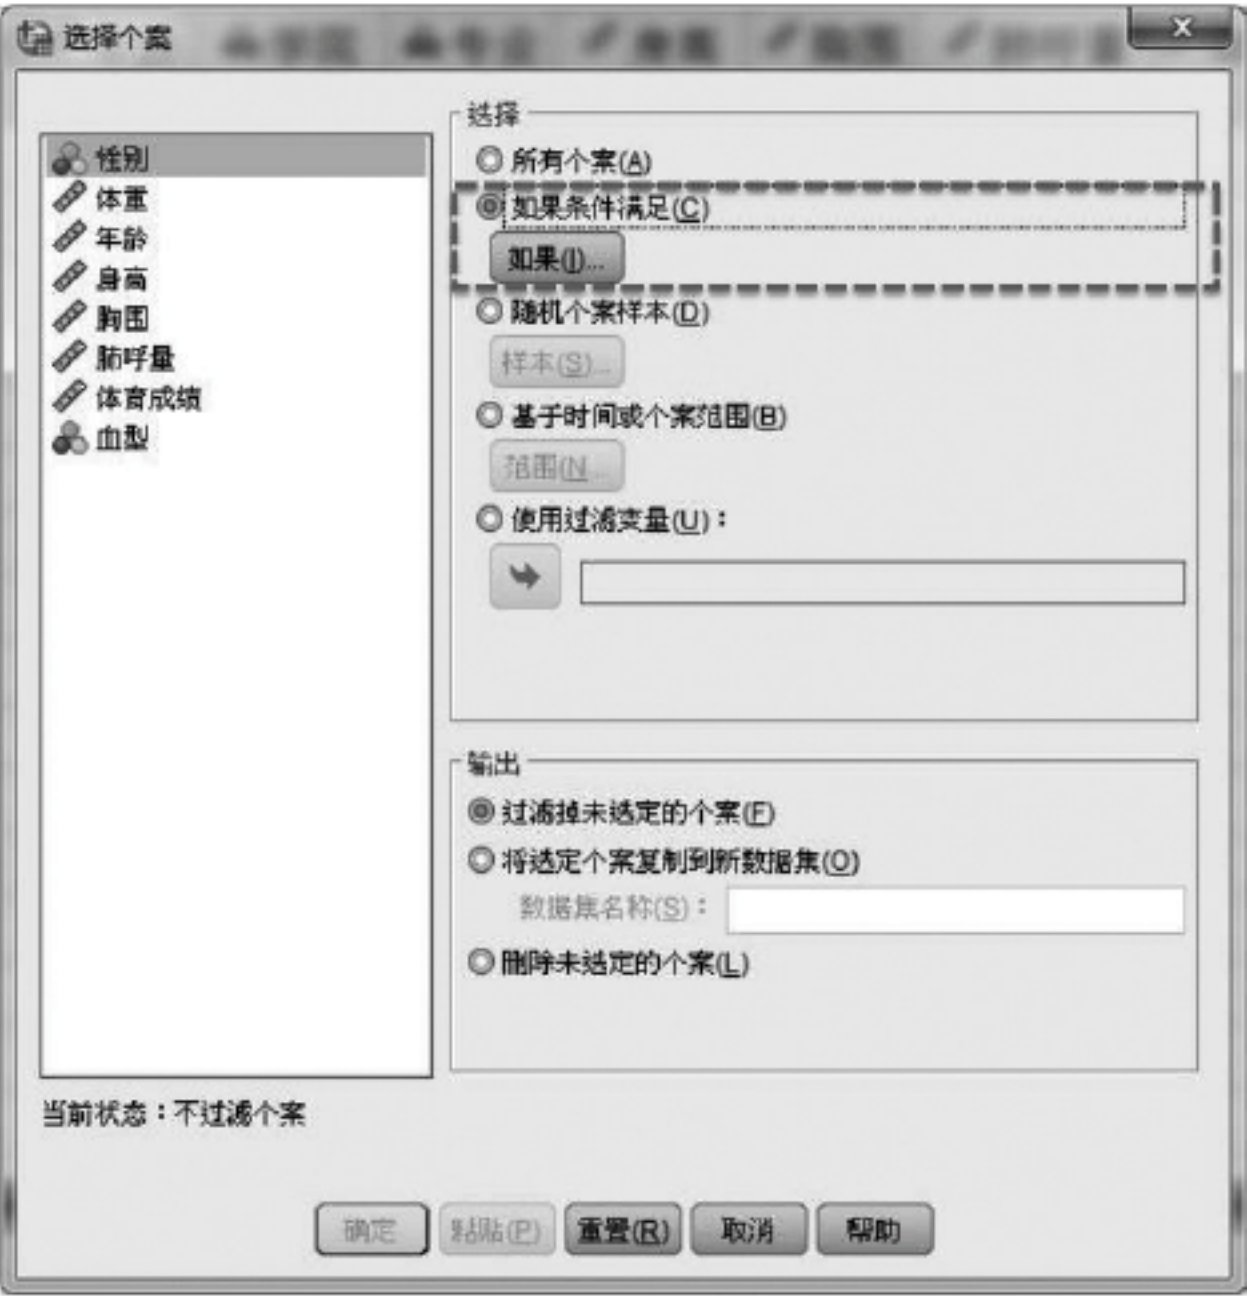 选择个案
性别
体重
年龄
身高
胸围
肺呼量
体育成绩
血型
选择
所有个案(A)
如果条件满足(C)
如果(I)...
随机个案样本(D)
样本(S)...
基于时间或个案范围(B)
范围(N...
使用过滤变量(U)：
输出
过滤掉未选定的个案(F)
将选定个案复制到新数据集(O)
数据集名称(S)：
删除未选定的个案(L)
当前状态：不过滤个案
确定
粘贴(P)
重置(R)
取消
帮助